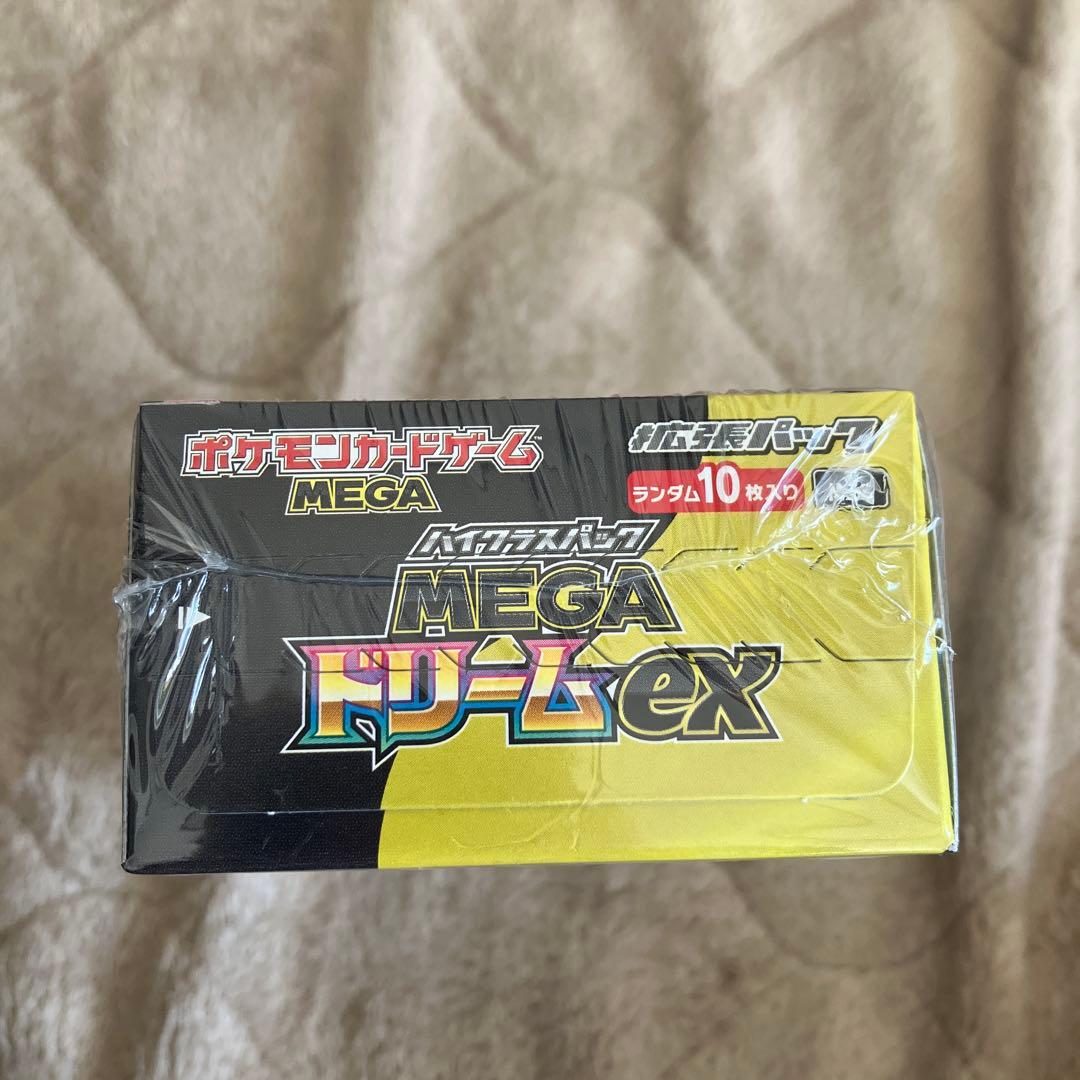 ポケモンカードゲーム™
MEGA
拡張パック
ランダム10枚入り
ハイクラスパック
MEGA
ドリームex